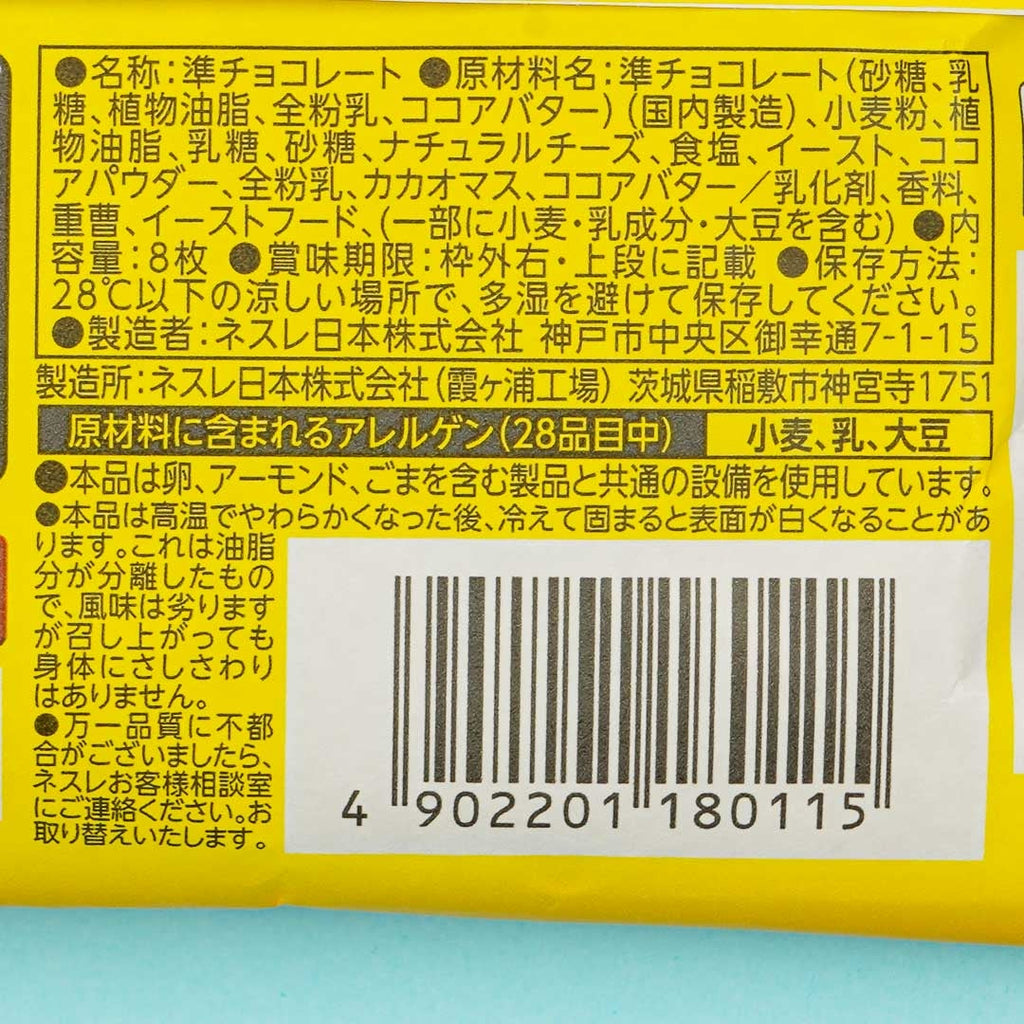 ●名称:準チョコレート ●原材料名:準チョコレート(砂糖、乳
糖、植物油脂、全粉乳、ココアバター)(国内製造)、小麦粉、植
物油脂、乳糖、砂糖、ナチュラルチーズ、食塩、イースト、ココ
アパウダー、全粉乳、カカオマス、ココアバター/乳化剤、香料、
重曹、イーストフード、(一部に小麦・乳成分・大豆を含む) ●内
容量:8枚 ●賞味期限:枠外右・上段に記載 ●保存方法:
28℃以下の涼しい場所で、多湿を避けて保存してください。
●製造者:ネスレ日本株式会社 神戸市中央区御幸通7-1-15
製造所:ネスレ日本株式会社(霞ヶ浦工場) 茨城県稲敷市神宮寺1751
原材料に含まれるアレルゲン(28品目中) 小麦、乳、大豆
●本品は卵、アーモンド、ごまを含む製品と共通の設備を使用しています。
●本品は高温でやわらかくなった後、冷えて固まると表面が白くなることがあ
ります。これは油脂
分が分離したもの
で、風味は劣ります
が召し上がっても
身体にさしさわり
はありません。
●万一品質に不都
合がございましたら、
ネスレお客様相談室
にご連絡ください。お
取り替えいたします。
4 902201 180115